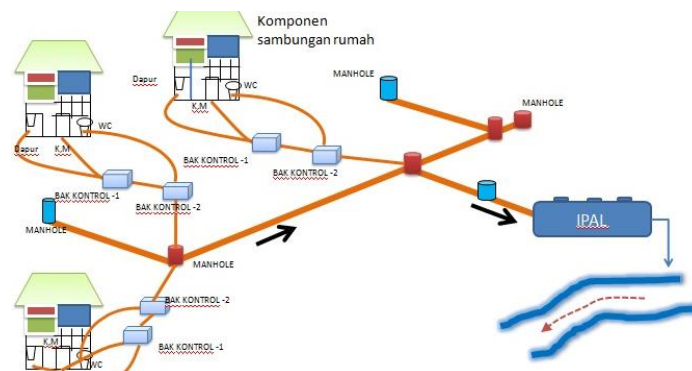 Komponen
sambungan rumah
Dapur
K,M
WC
BAK KONTROL -1
BAK KONTROL -2
MANHOLE
MANHOLE
WC
Dapur
K,M
BAK KONTROL -1
BAK KONTROL -2
MANHOLE
MANHOLE
IPAL
BAK KONTROL -2
BAK KONTROL -1
K,M
WC